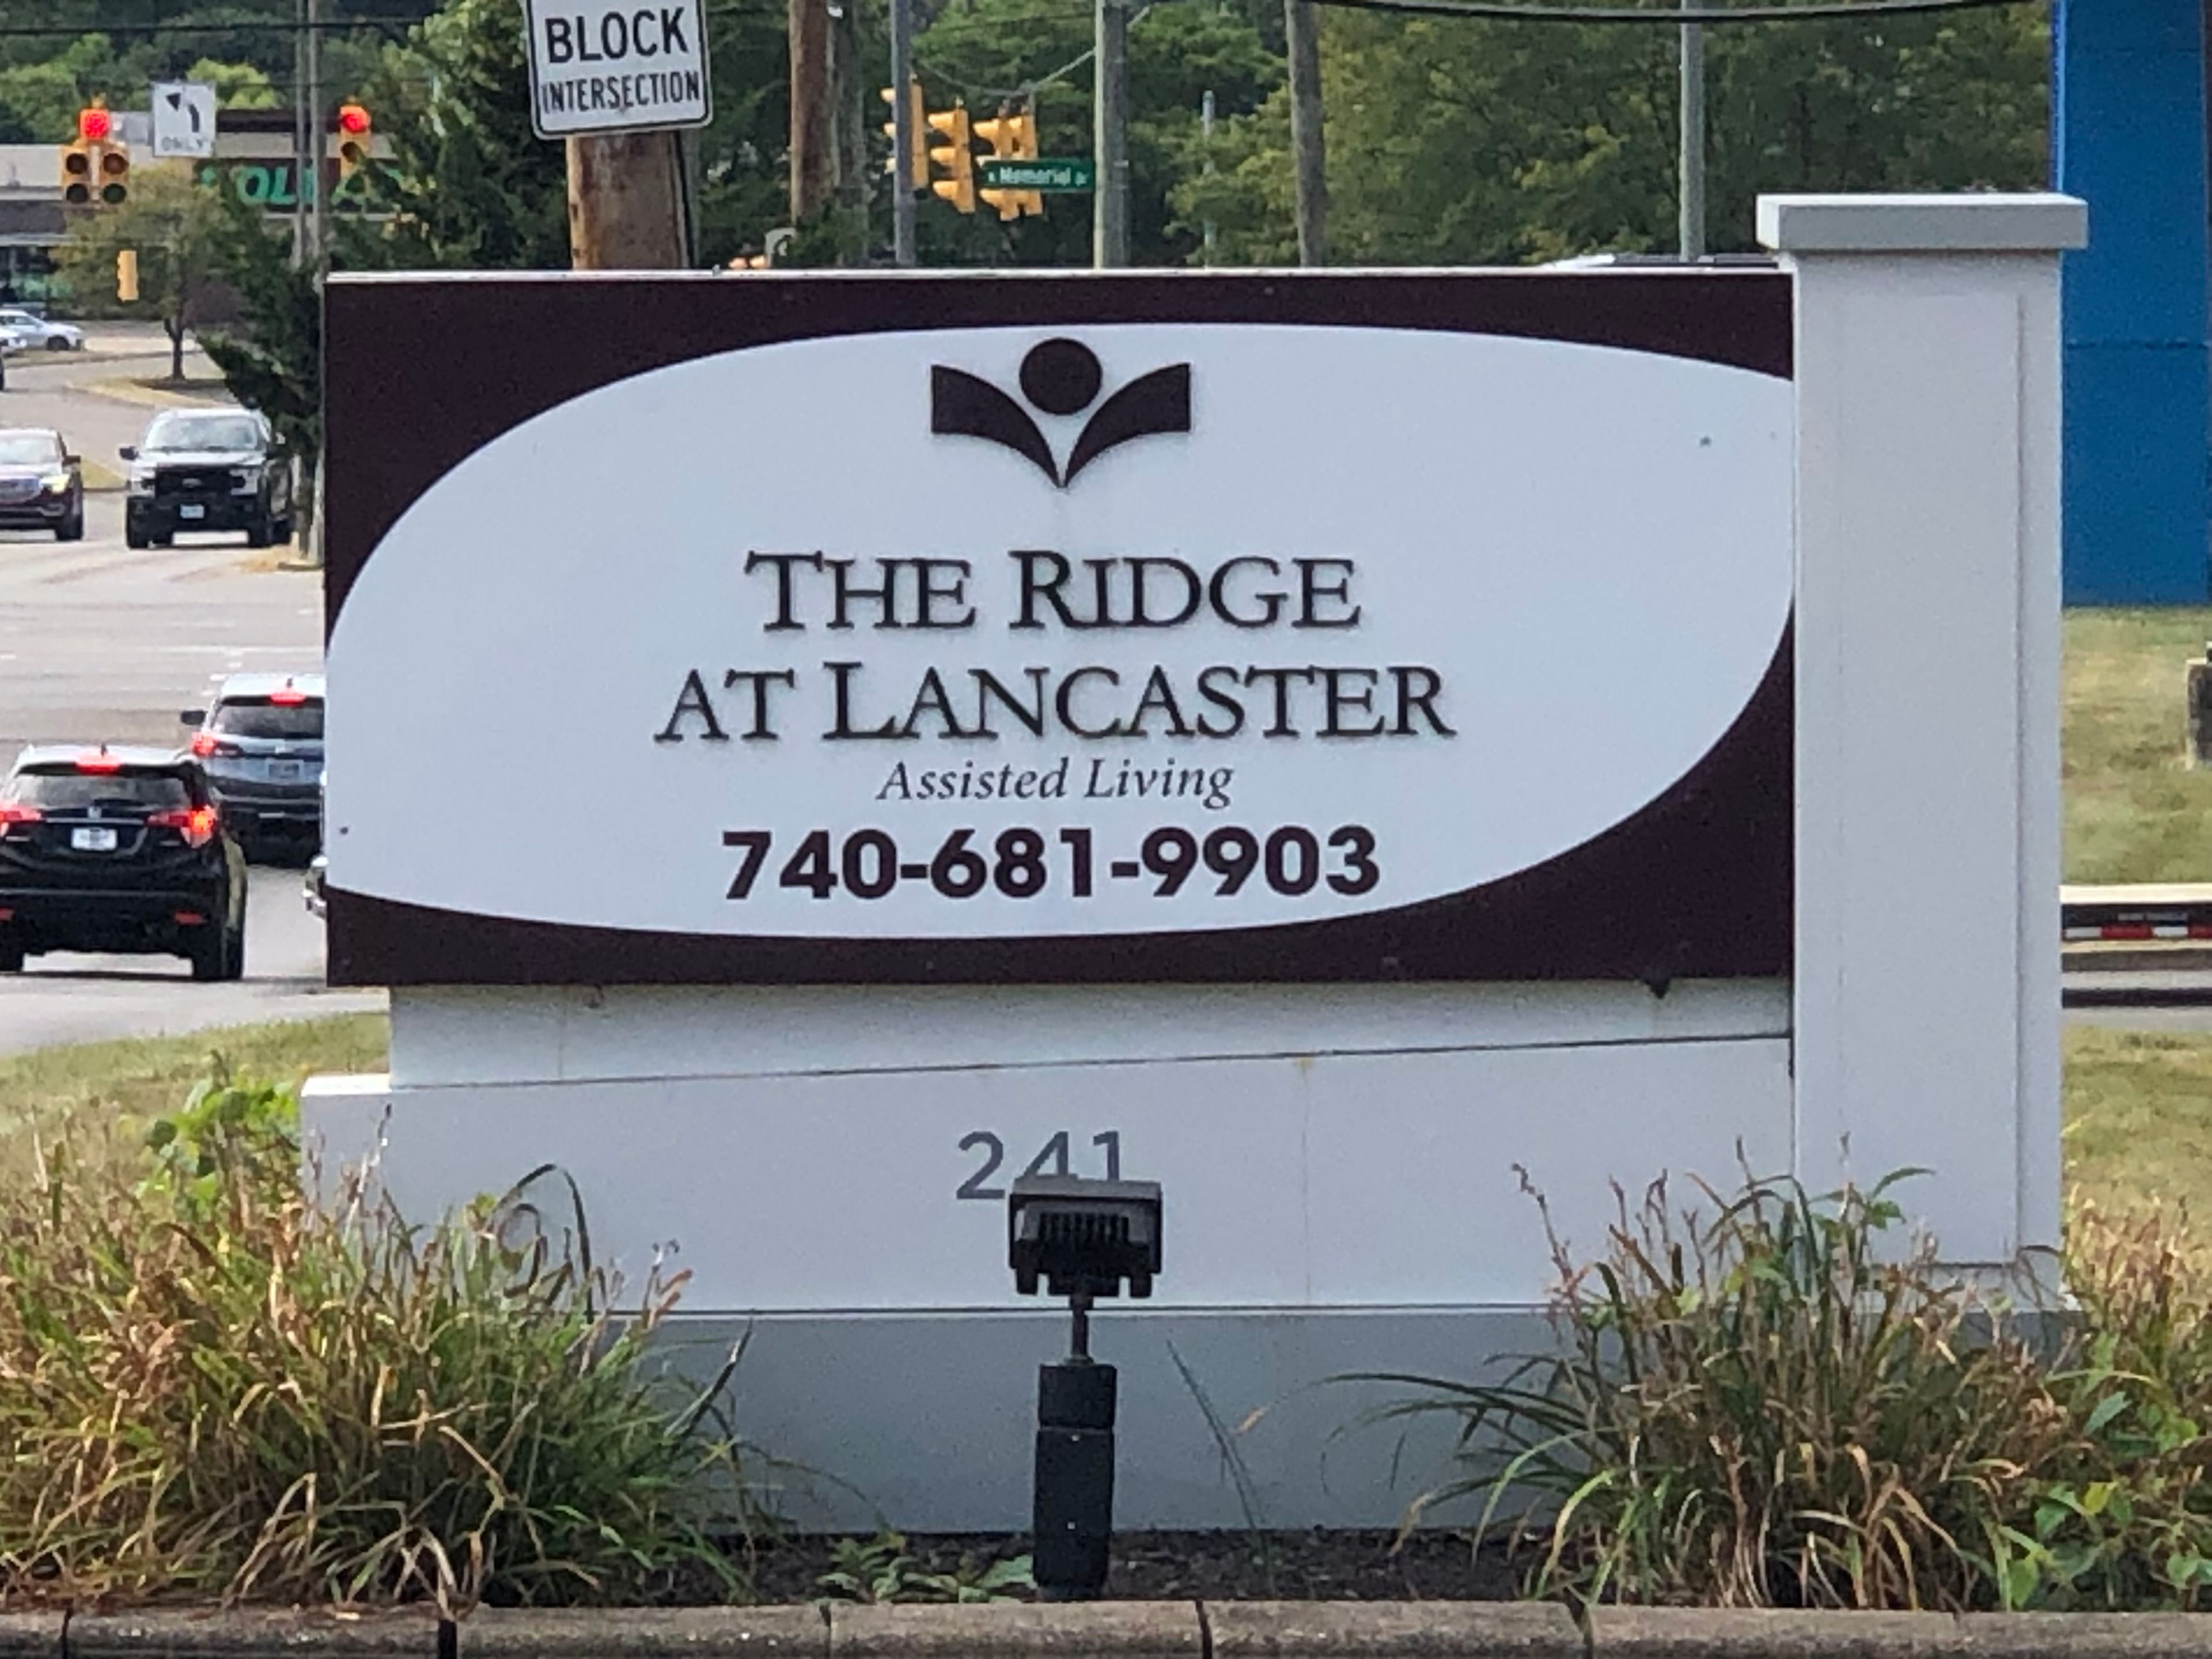 BLOCK
INTERSECTION
ONLY
N Memorial Dr
THE RIDGE
AT LANCASTER
Assisted Living
740-681-9903
241